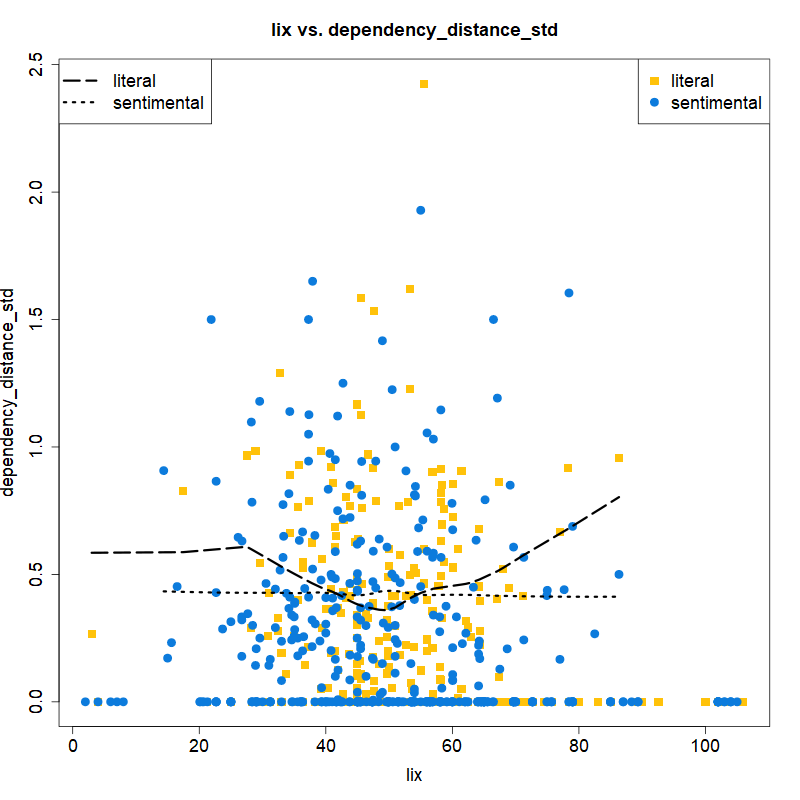 lix vs. dependency_distance_std
literal
sentimental
literal
sentimental
dependency_distance_std
2.5
2.0
1.5
1.0
0.5
0.0
0
20
40
60
80
100
lix